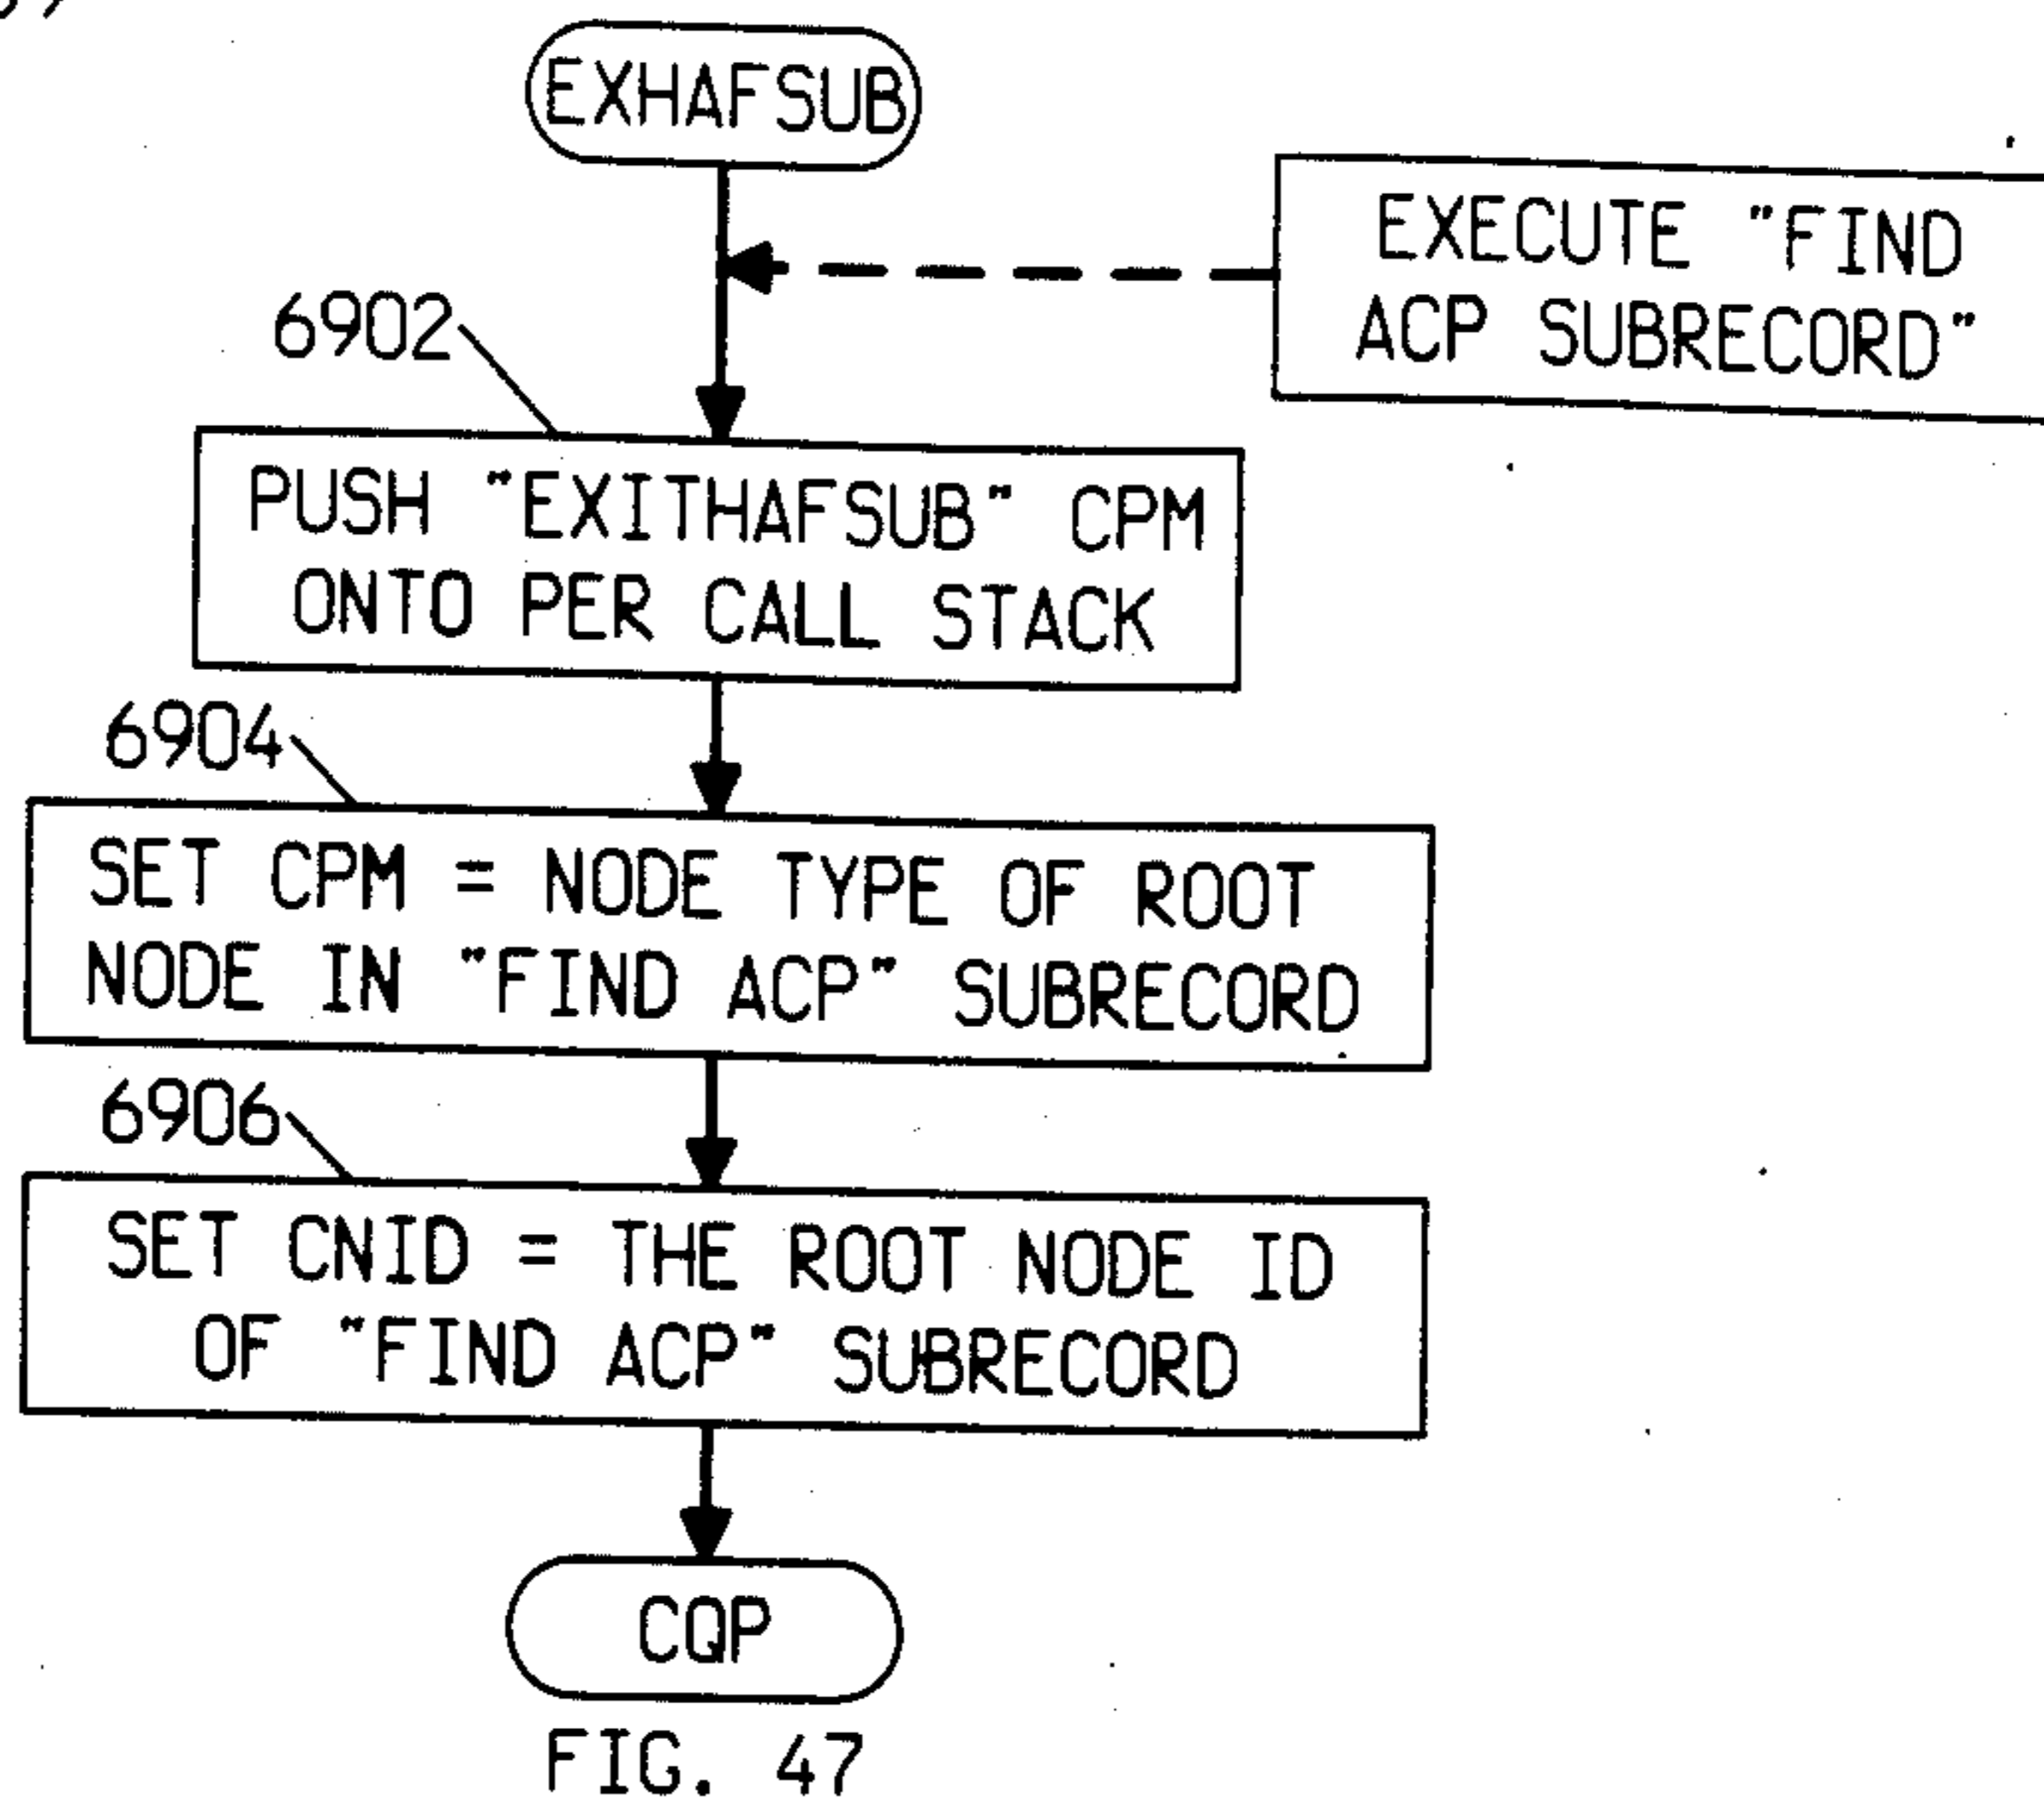 EXHAFSUB
EXECUTE "FIND
ACP SUBRECORD"
6902
PUSH "EXITHAFSUB" CPM
ONTO PER CALL STACK
6904
SET CPM = NODE TYPE OF ROOT
NODE IN "FIND ACP" SUBRECORD
6906
SET CNID = THE ROOT NODE ID
OF "FIND ACP" SUBRECORD
CQP
FIG. 47